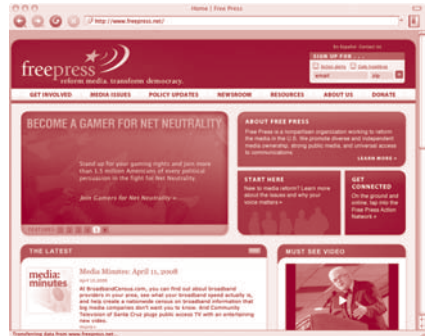 Home | Free Press
http://www.freepress.net/
En Español Contact Us
freepress
reform media. transform democracy.
SIGN UP FOR
Action Alerts
email
zip
GET INVOLVED
MEDIA ISSUES
POLICY UPDATES
NEWSROOM
RESOURCES
ABOUT US
DONATE
BECOME A GAMER FOR NET NEUTRALITY
Stand up for your gaming rights and join more
than 1.5 million Americans of every political
persuasion in the fight for Net Neutrality.
Join Gamers for Net Neutrality »
FEATURES
ABOUT FREE PRESS
Free Press is a nonpartisan organization working to reform
the media in the U.S. We promote diverse and independent
media ownership, strong public media, and universal access
to communications.
LEARN MORE »
START HERE
New to media reform? Learn more
about the issues and why your
voice matters »
GET
CONNECTED
On the ground and
online, tap into the
Free Press Action
Network »
THE LATEST
media:
minutes
Media Minutes: April 11, 2008
April 11, 2008
At BroadbandCensus.com, you can find out about broadband
providers in your area, see what your broadband speed actually is,
and help create a nationwide census on broadband information that
big media companies don't want you to know. And Community
Television of Santa Cruz plugs public access TV with an entertaining
new video.
MUST SEE VIDEO
Transferring data from www.freepress.net...